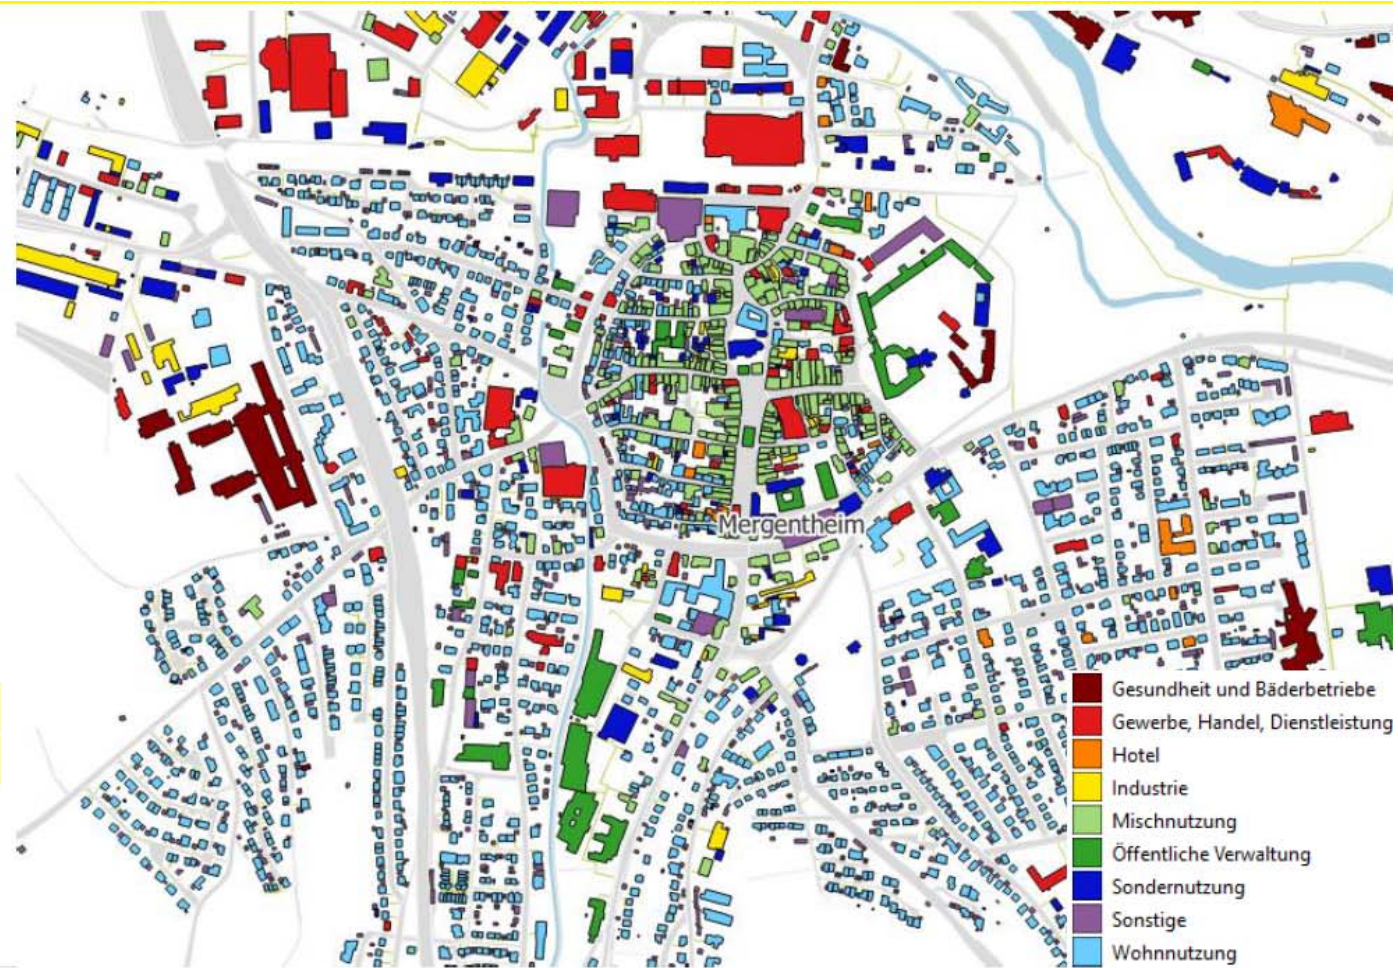 Mergentheim
Gesundheit und Bäderbetriebe
Gewerbe, Handel, Dienstleistung
Hotel
Industrie
Mischnutzung
Öffentliche Verwaltung
Sondernutzung
Sonstige
Wohnnutzung